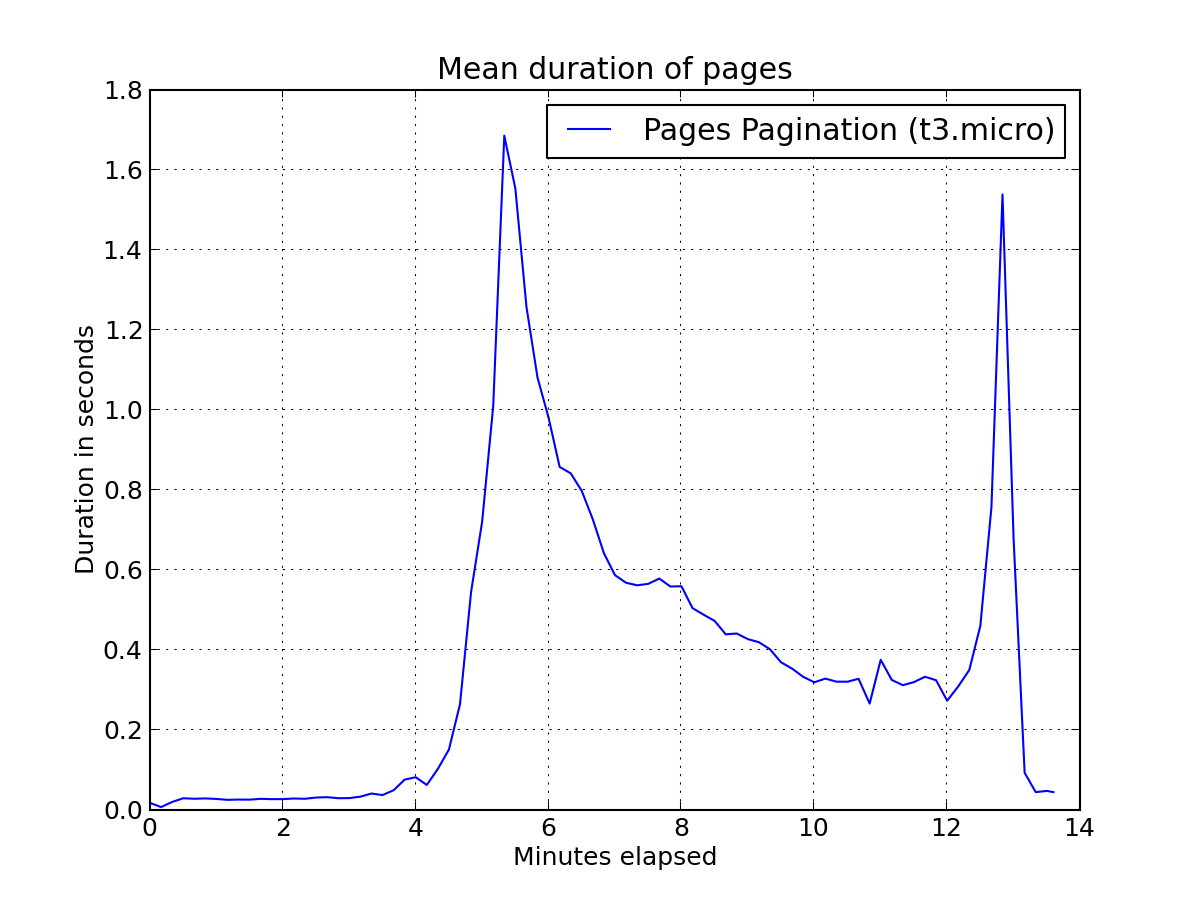 Mean duration of pages
Pages Pagination (t3.micro)
Duration in seconds
1.8
1.6
1.4
1.2
1.0
0.8
0.6
0.4
0.2
0.0
0 2 4 6 8 10 12 14
Minutes elapsed